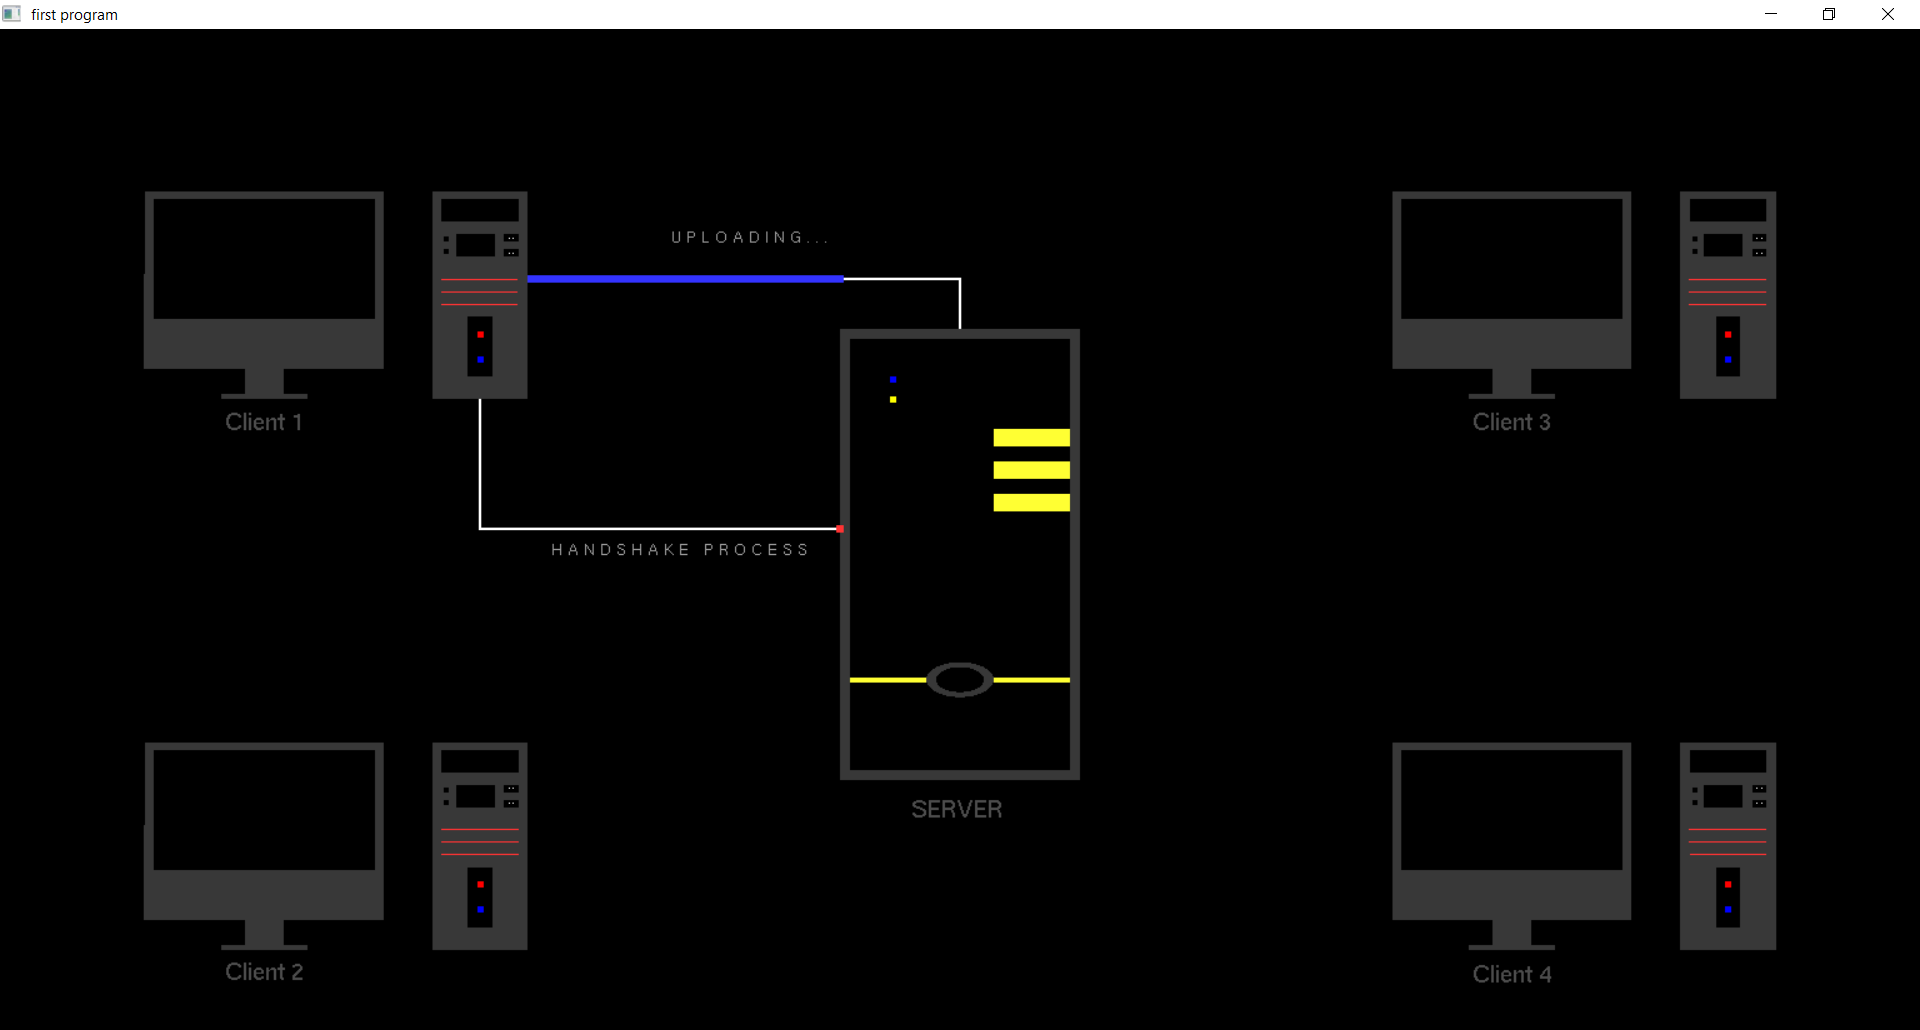 first program
UPLOADING...
Client 1
Client 3
HANDSHAKE PROCESS
SERVER
Client 2
Client 4